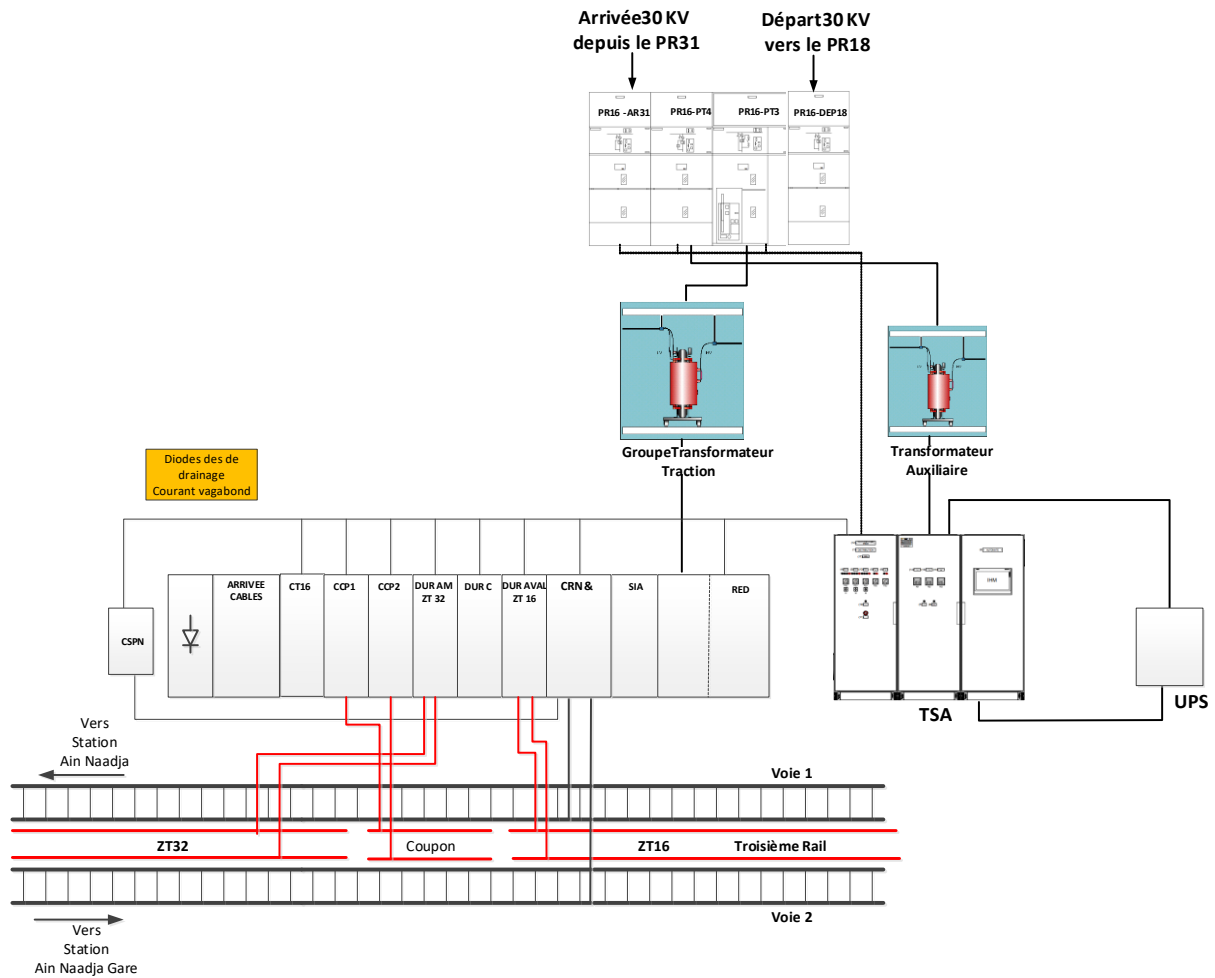 Arrivée30 KV
depuis le PR31
Départ30 KV
vers le PR18
PR16 -AR31
PR16-PT4
PR16-PT3
PR16-DEP18
GroupeTransformateur
Traction
Transformateur
Auxiliaire
Diodes des de
drainage
Courant vagabond
CSPN
ARRIVEE
CABLES
CT16
CCP1
CCP2
DUR AM
ZT 32
DUR C
DUR AVAL
ZT 16
CRN &
SIA
RED
IHM
TSA
UPS
Vers
Station
Ain Naadja
Voie 1
ZT32
Coupon
ZT16
Troisième Rail
Voie 2
Vers
Station
Ain Naadja Gare